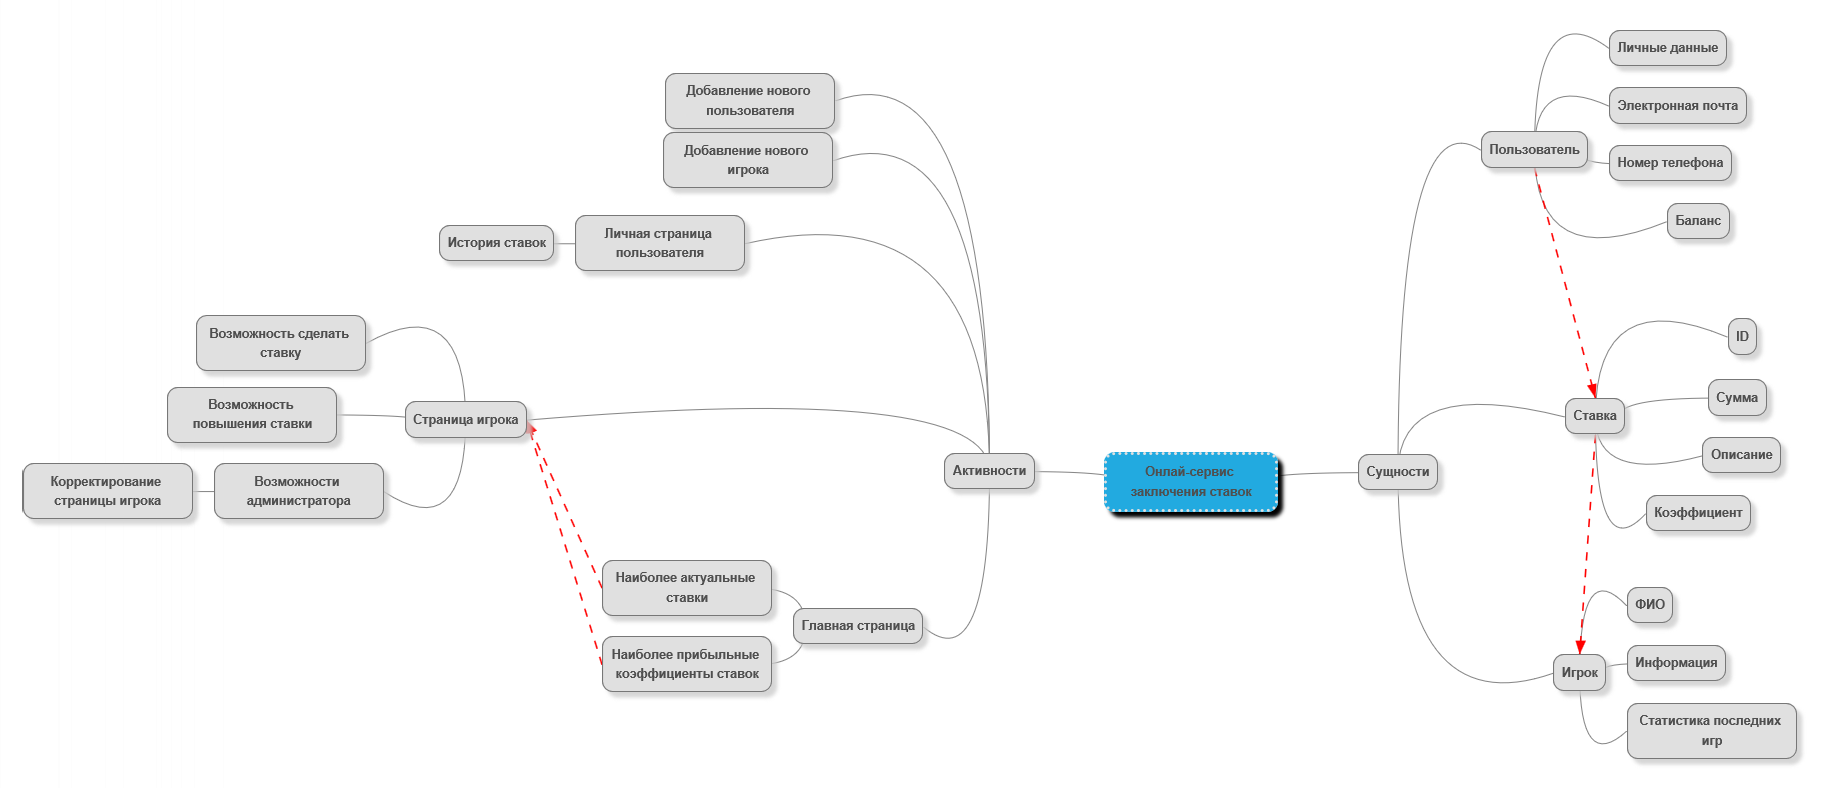 Онлай-сервис
заключения ставок
Активности
Добавление нового
пользователя
Добавление нового
игрока
Личная страница
пользователя
История ставок
Страница игрока
Возможность сделать
ставку
Возможность
повышения ставки
Возможности
администратора
Корректирование
страницы игрока
Главная страница
Наиболее актуальные
ставки
Наиболее прибыльные
коэффициенты ставок
Сущности
Пользователь
Личные данные
Электронная почта
Номер телефона
Баланс
Ставка
ID
Сумма
Описание
Коэффициент
Игрок
ФИО
Информация
Статистика последних
игр